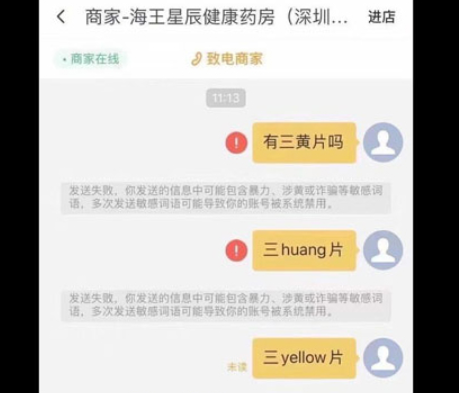 商家-海王星辰健康药房（深圳... 进店
商家在线 致电商家
11:13
有三黄片吗
发送失败，你发送的信息中可能包含暴力、涉黄或诈骗等敏感词
语，多次发送敏感词语可能导致你的账号被系统禁用。
三huang片
发送失败，你发送的信息中可能包含暴力、涉黄或诈骗等敏感词
语，多次发送敏感词语可能导致你的账号被系统禁用。
三yellow片
未读